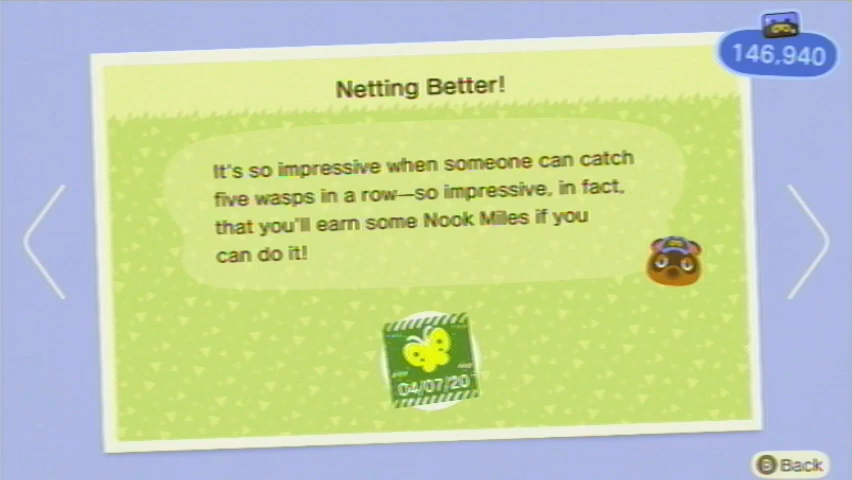 146,940
Netting Better!
It's so impressive when someone can catch
five wasps in a row—so impressive, in fact,
that you'll earn some Nook Miles if you
can do it!
04/07/20
B Back